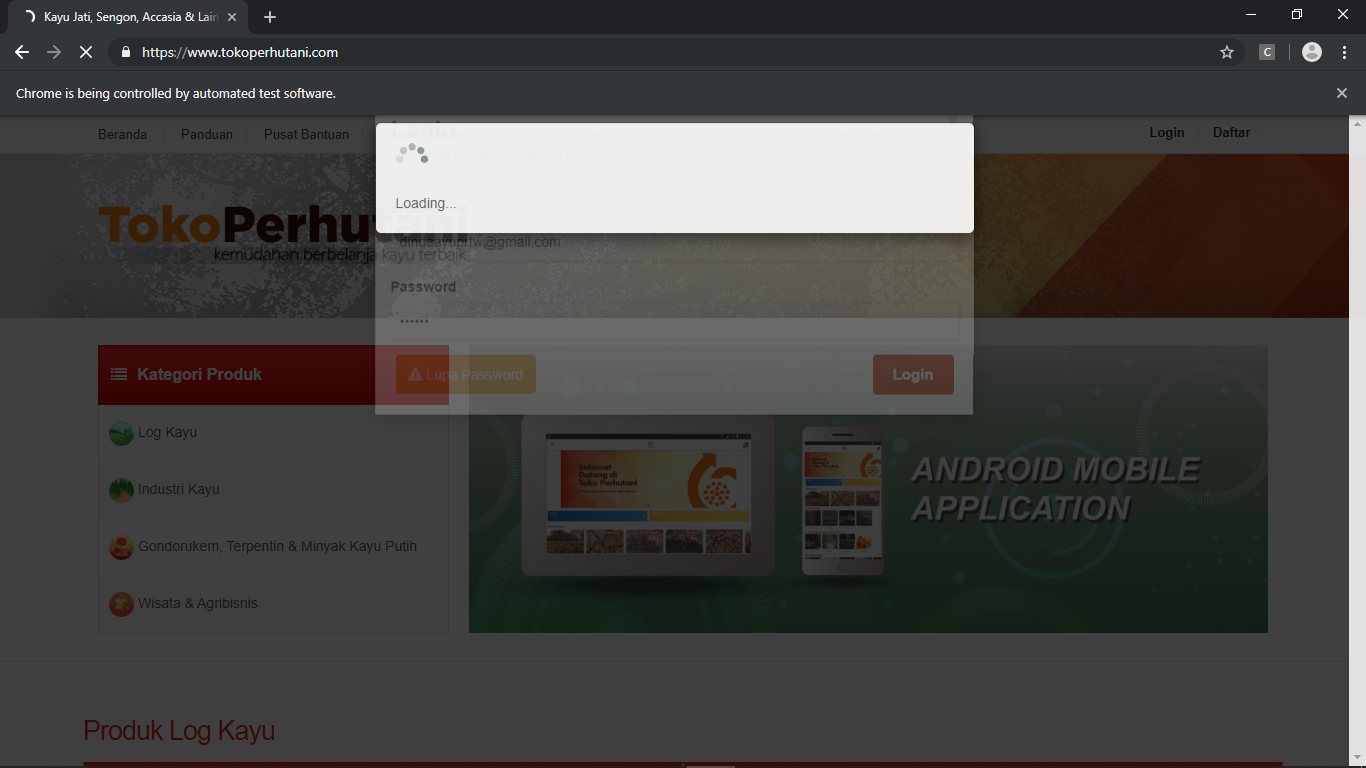 Kayu Jati, Sengon, Accasia & Lain
https://www.tokoperhutani.com
C
Chrome is being controlled by automated test software.
Beranda
Panduan
Pusat Bantuan
Login
Daftar
Login
Loading...
TokoPerhutani
kemudahan berbelanja kayu terbaik
dindaayuprtw@gmail.com
Password
••••••
Lupa Password
Login
Kategori Produk
Log Kayu
Industri Kayu
Gondorukem, Terpentin & Minyak Kayu Putih
Wisata & Agribisnis
Selamat
Datang di
Toko Perhutani
ANDROID MOBILE
APPLICATION
Produk Log Kayu